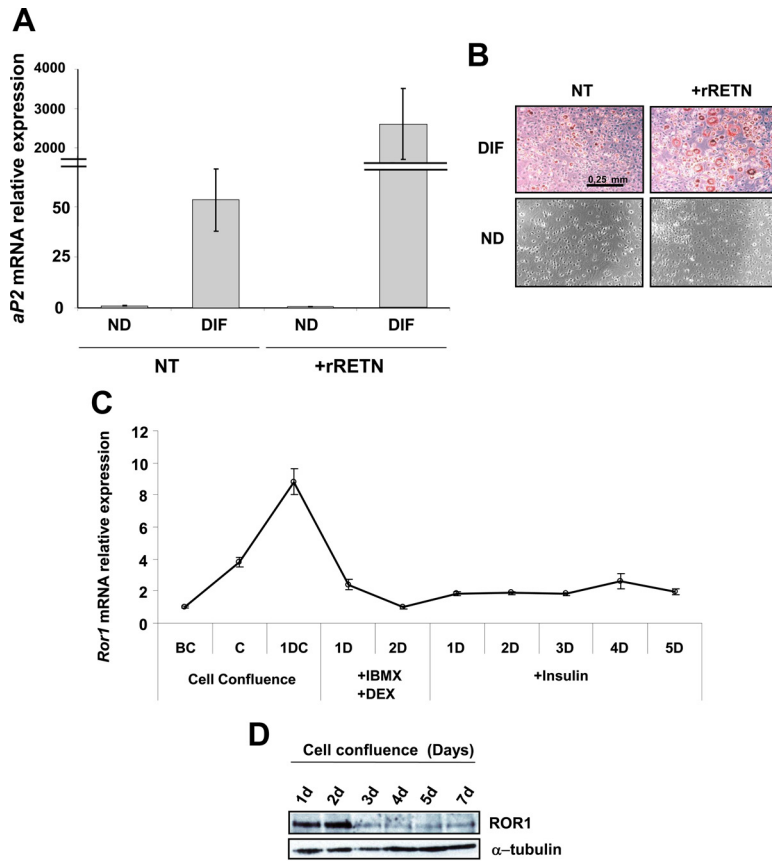 A
aP2 mRNA relative expression
4000
3000
2000
50
25
0
ND
DIF
ND
DIF
NT
+rRETN
B
NT
+rRETN
DIF
0,25 mm
ND
C
Ror1 mRNA relative expression
12
10
8
6
4
2
0
BC
C
1DC
1D
2D
1D
2D
3D
4D
5D
Cell Confluence
+IBMX
+DEX
+Insulin
D
Cell confluence (Days)
1d
2d
3d
4d
5d
7d
ROR1
α–tubulin